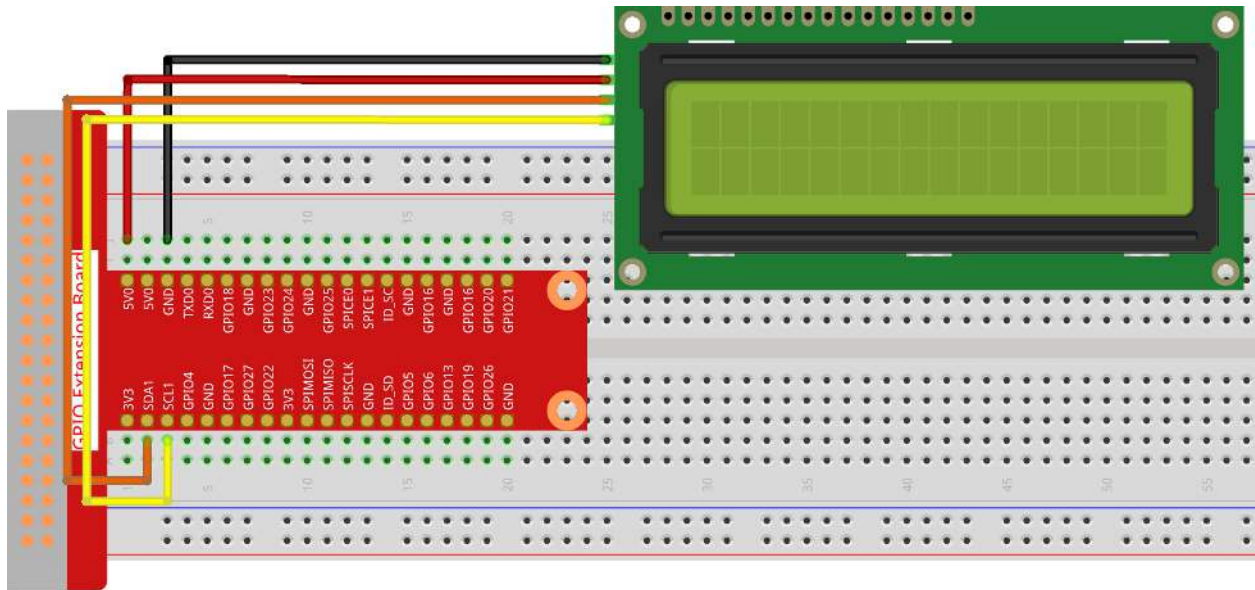 5 10 15 20 25
GPIO Extension Board
5V0
5V0
GND
TXD0
RXD0
GPIO18
GND
GPIO23
GPIO24
GND
GPIO25
SPICE0
SPICE1
ID_SC
GND
GPIO16
GND
GPIO16
GPIO20
GPIO21
3V3
SDA1
SCL1
GPIO4
GND
GPIO17
GPIO27
GPIO22
3V3
SPIMOSI
SPIMISO
SPISCLK
GND
ID_SD
GPIO5
GPIO6
GPIO13
GPIO19
GPIO26
GND
1 5 10 15 20 25 30 35 40 45 50 55